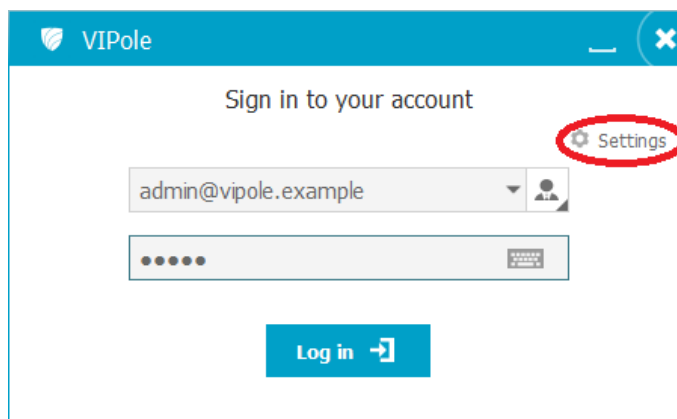 VIPole
Sign in to your account
Settings
admin@vipole.example
Log in